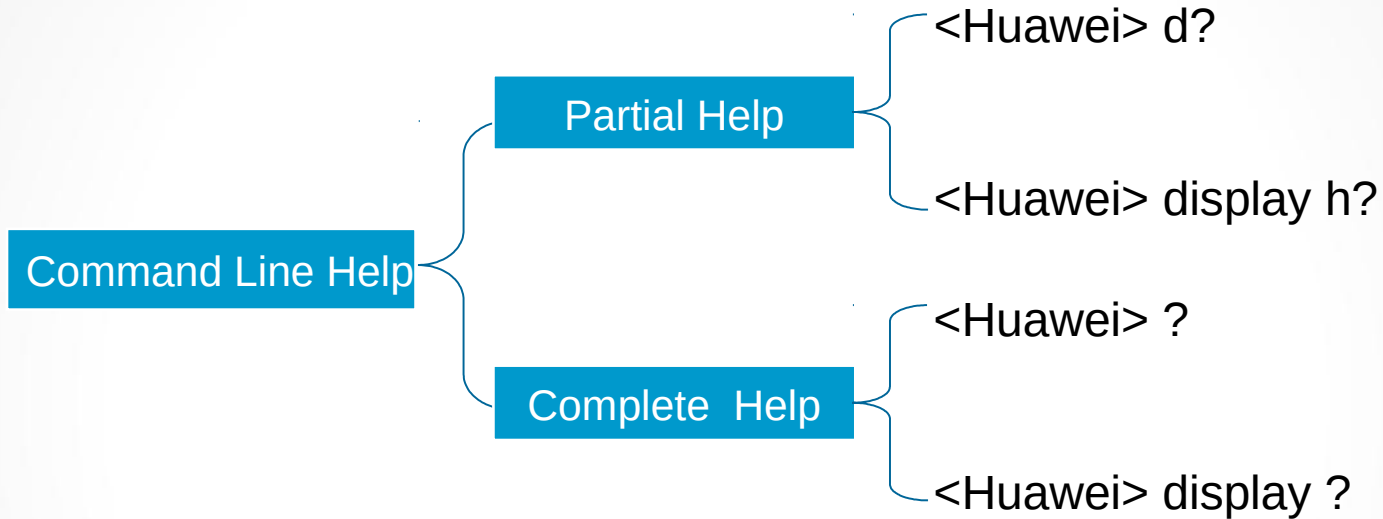 <Huawei> d?
Partial Help
<Huawei> display h?
Command Line Help
<Huawei> ?
Complete  Help
<Huawei> display ?